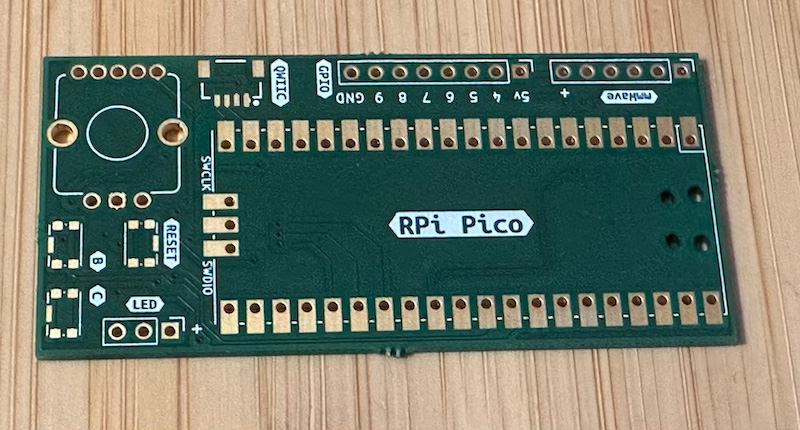 QWIIC
GPIO
GND 9 8 7 6 5 4 5v
+ mmWave
SWCLK
RPi Pico
RESET
B
SWDIO
C
LED
+